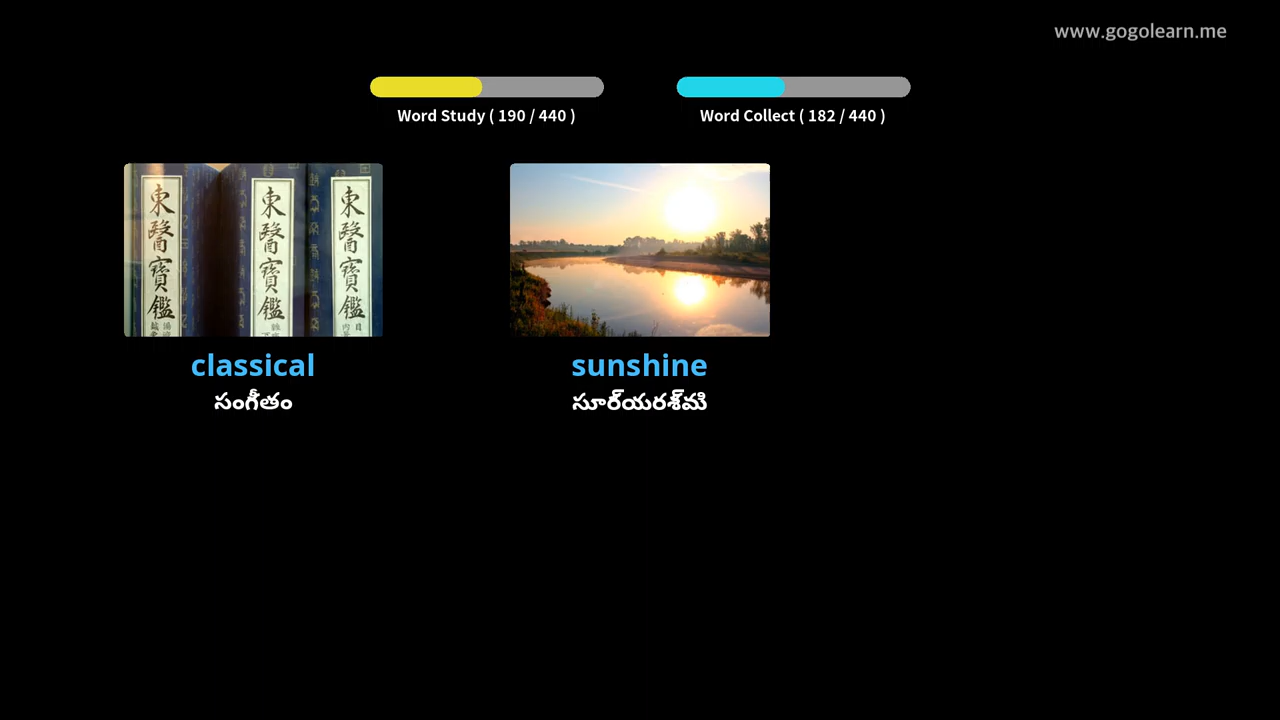 www.gogolearn.me
Word Study ( 190 / 440 )
Word Collect ( 182 / 440 )
東醫寶鑑
東醫寶鑑
東醫寶鑑
classical
సంగీతం
sunshine
సూర్‌యరశ్‌మి